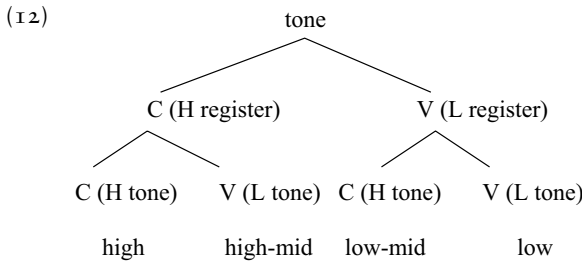 (12) tone
C (H register) V (L register)
C (H tone) V (L tone) C (H tone) V (L tone)
high high-mid low-mid low